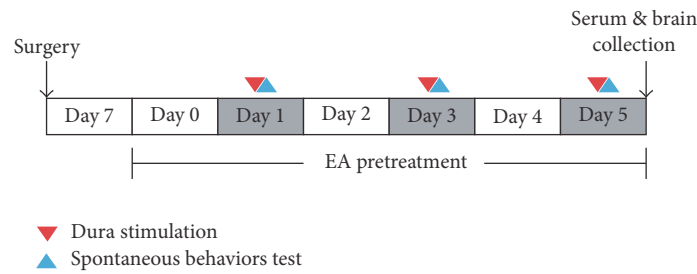 Surgery
Serum & brain
collection
Day 7 Day 0 Day 1 Day 2 Day 3 Day 4 Day 5
EA pretreatment
Dura stimulation
Spontaneous behaviors test